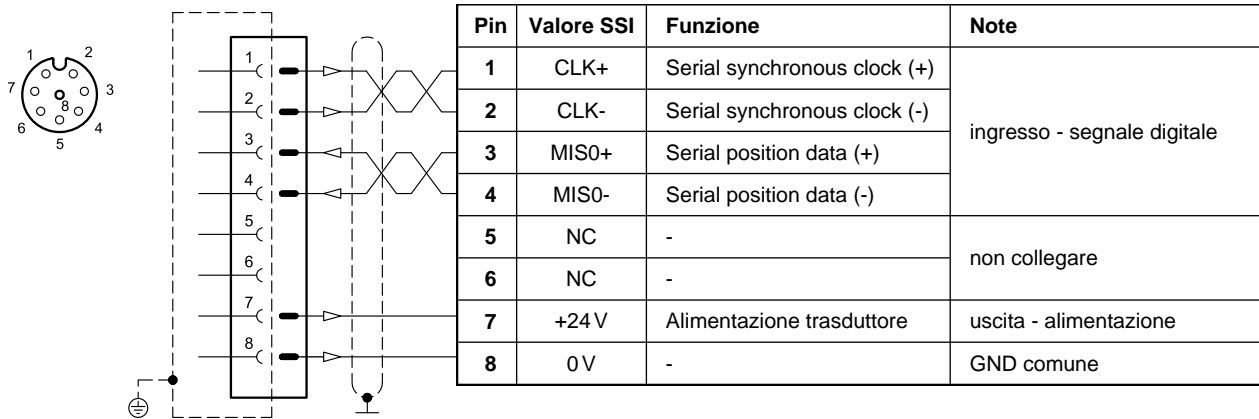 1 2
7 8 3
6 5 4
1
2
3
4
5
6
7
8
Pin Valore SSI Funzione Note
1 CLK+ Serial synchronous clock (+)
2 CLK- Serial synchronous clock (-)
ingresso - segnale digitale
3 MIS0+ Serial position data (+)
4 MIS0- Serial position data (-)
5 NC -
non collegare
6 NC -
7 +24 V Alimentazione trasduttore uscita - alimentazione
8 0 V - GND comune